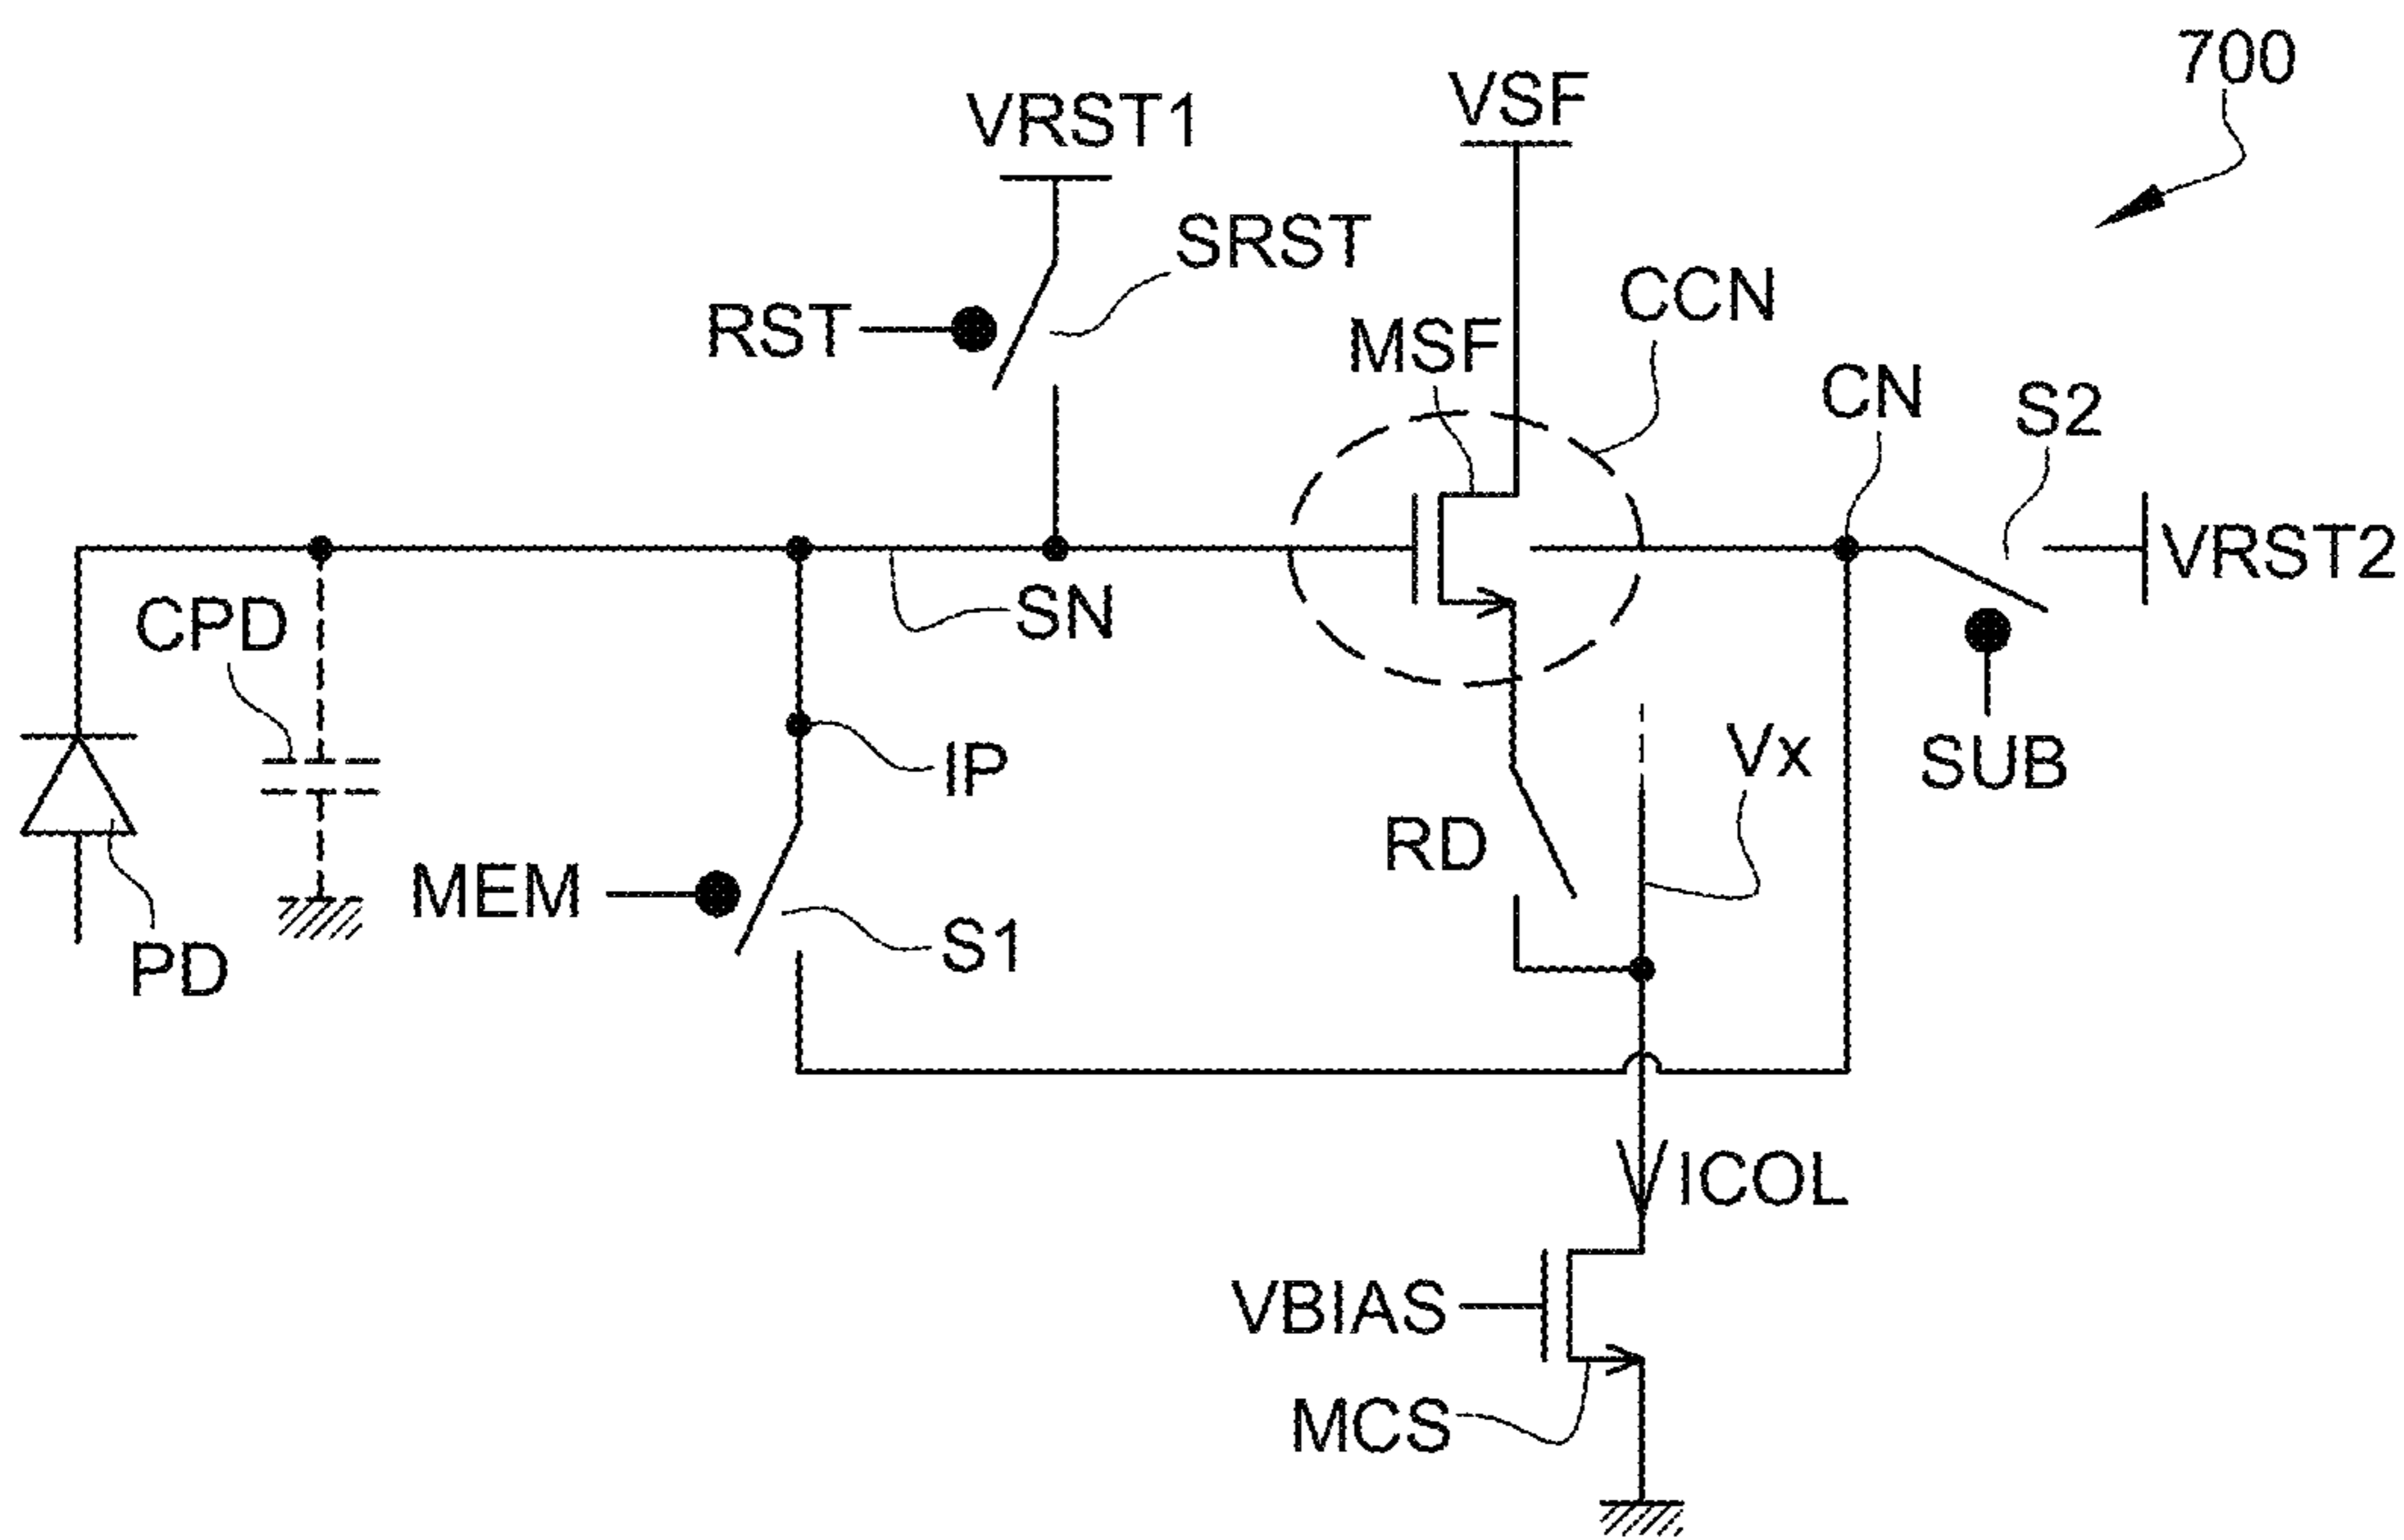 700
VSF
VRST1
SRST
CCN
RST
MSF
CN
S2
VRST2
CPD
SN
IP
Vx
SUB
RD
MEM
S1
PD
ICOL
VBIAS
MCS